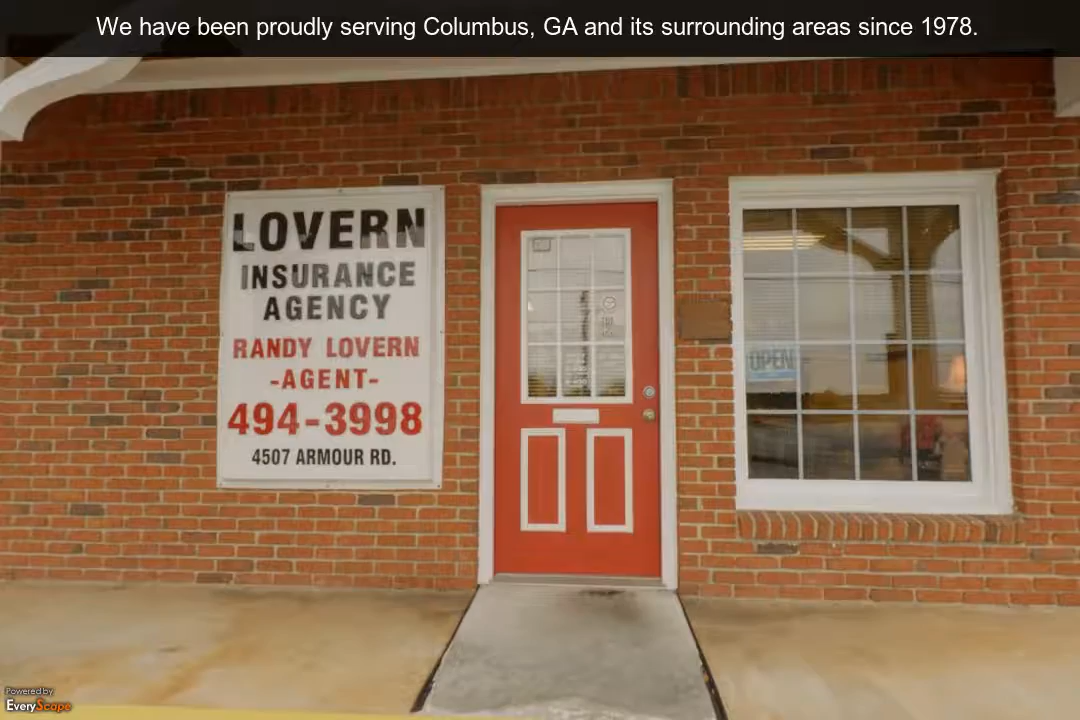 We have been proudly serving Columbus, GA and its surrounding areas since 1978.
LOVERN
INSURANCE
AGENCY
RANDY LOVERN
-AGENT-
494-3998
4507 ARMOUR RD.
OPEN
Powered by
EveryScape